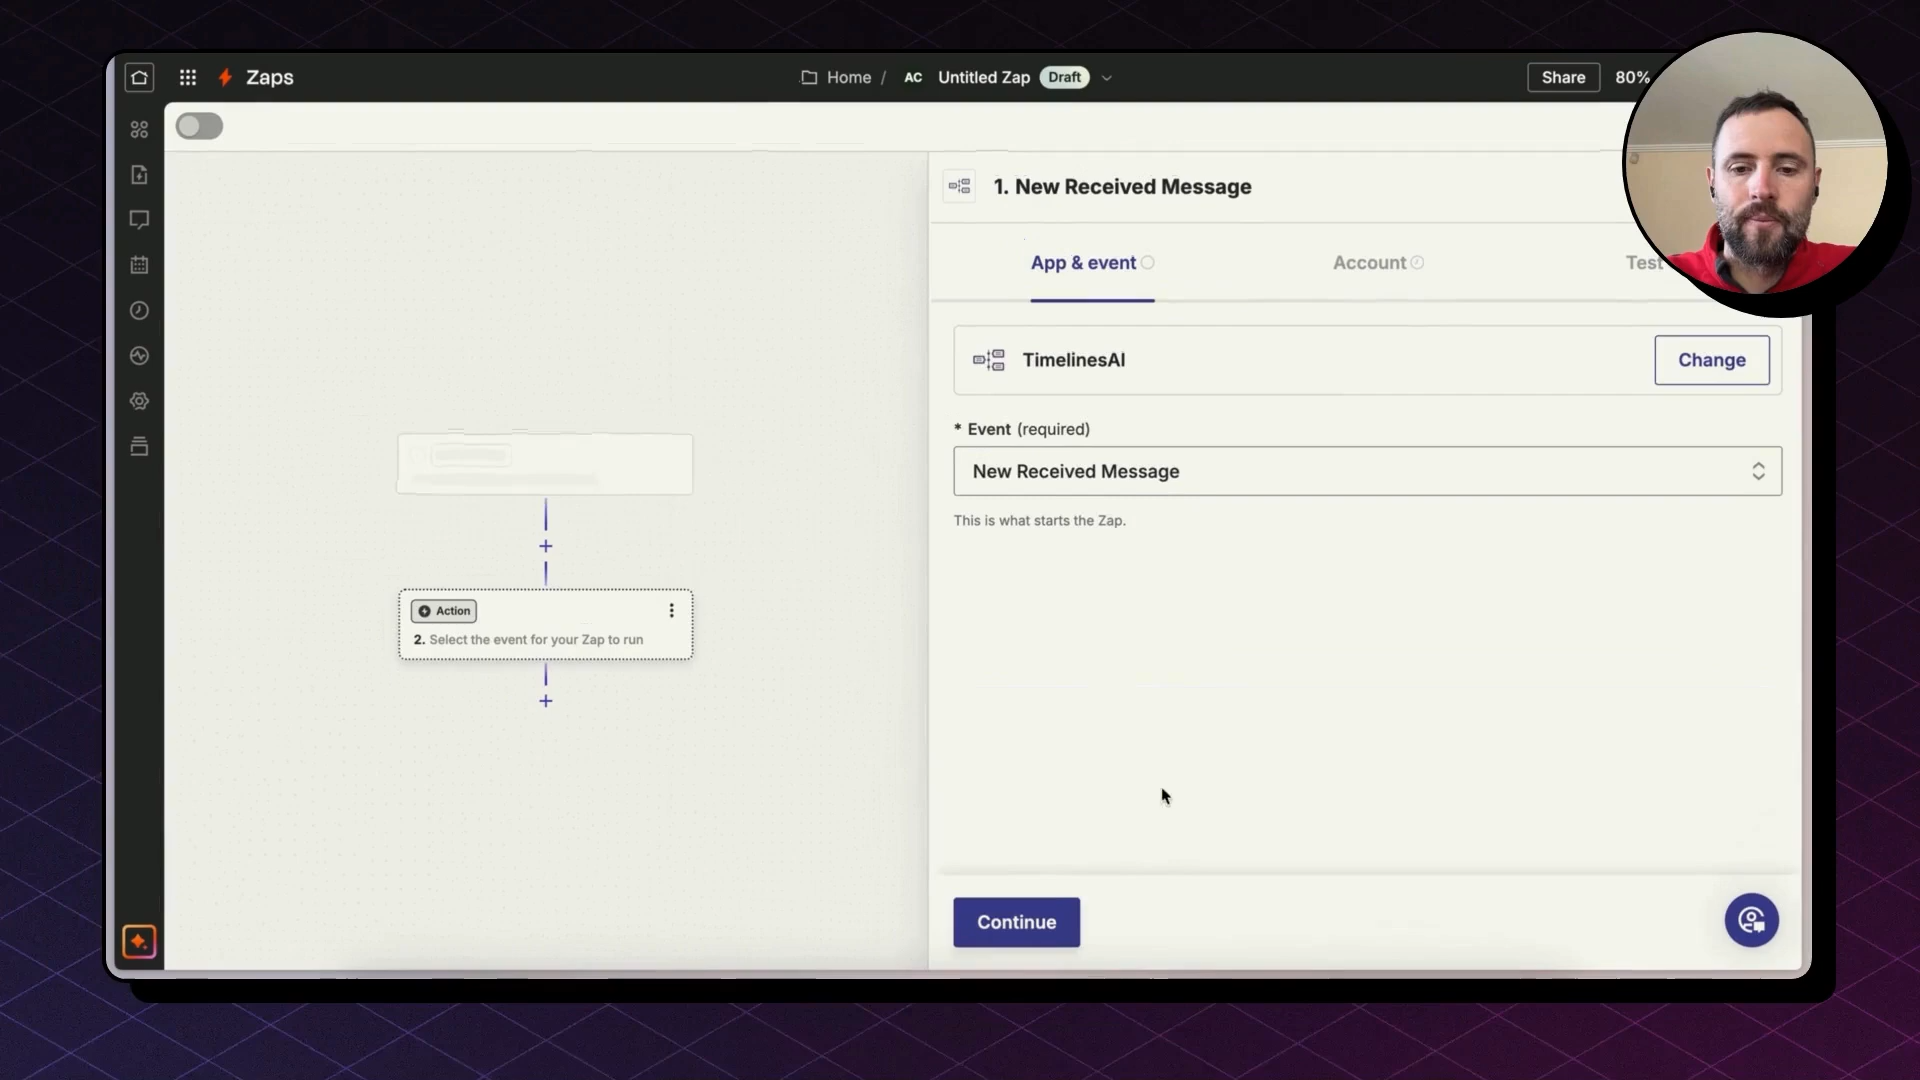 Zaps
Home / AC Untitled Zap Draft
Share 80%
1. New Received Message
App & event
Account
Test
TimelinesAI
Change
* Event (required)
New Received Message
This is what starts the Zap.
Action
2. Select the event for your Zap to run
Continue